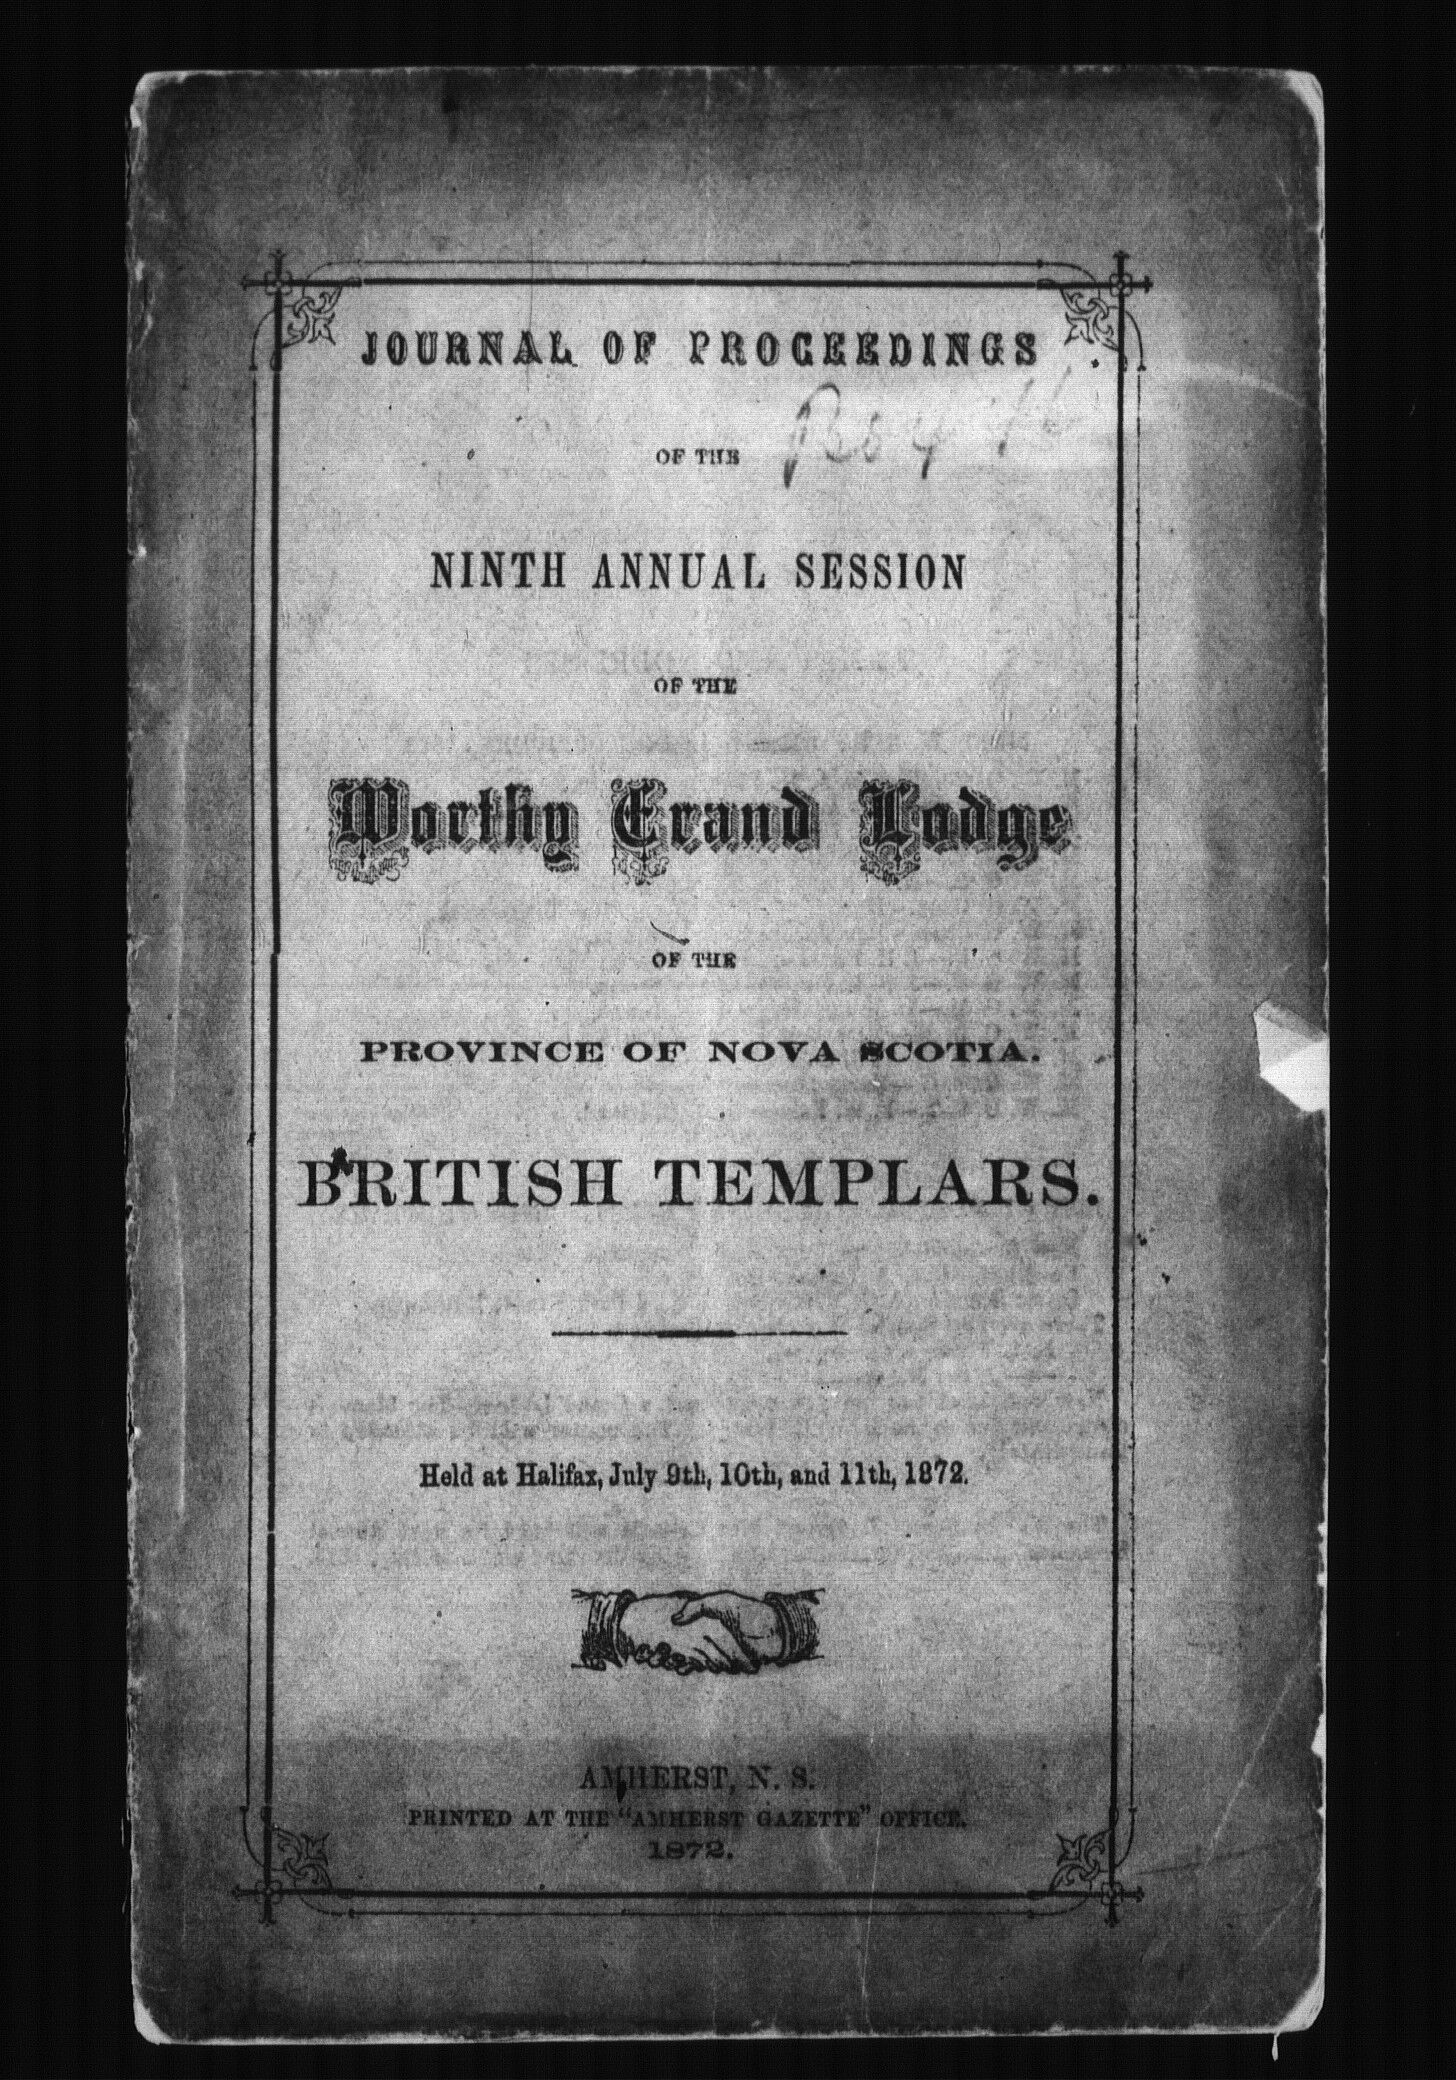 JOURNAL OF PROCEEDINGS
OF THE
NINTH ANNUAL SESSION
OF THE
Worthy Grand Lodge
OF THE
PROVINCE OF NOVA SCOTIA.
BRITISH TEMPLARS.
Held at Halifax, July 9th, 10th, and 11th, 1872.
AMHERST, N. S.
PRINTED AT THE "AMHERST GAZETTE" OFFICE.
1872.